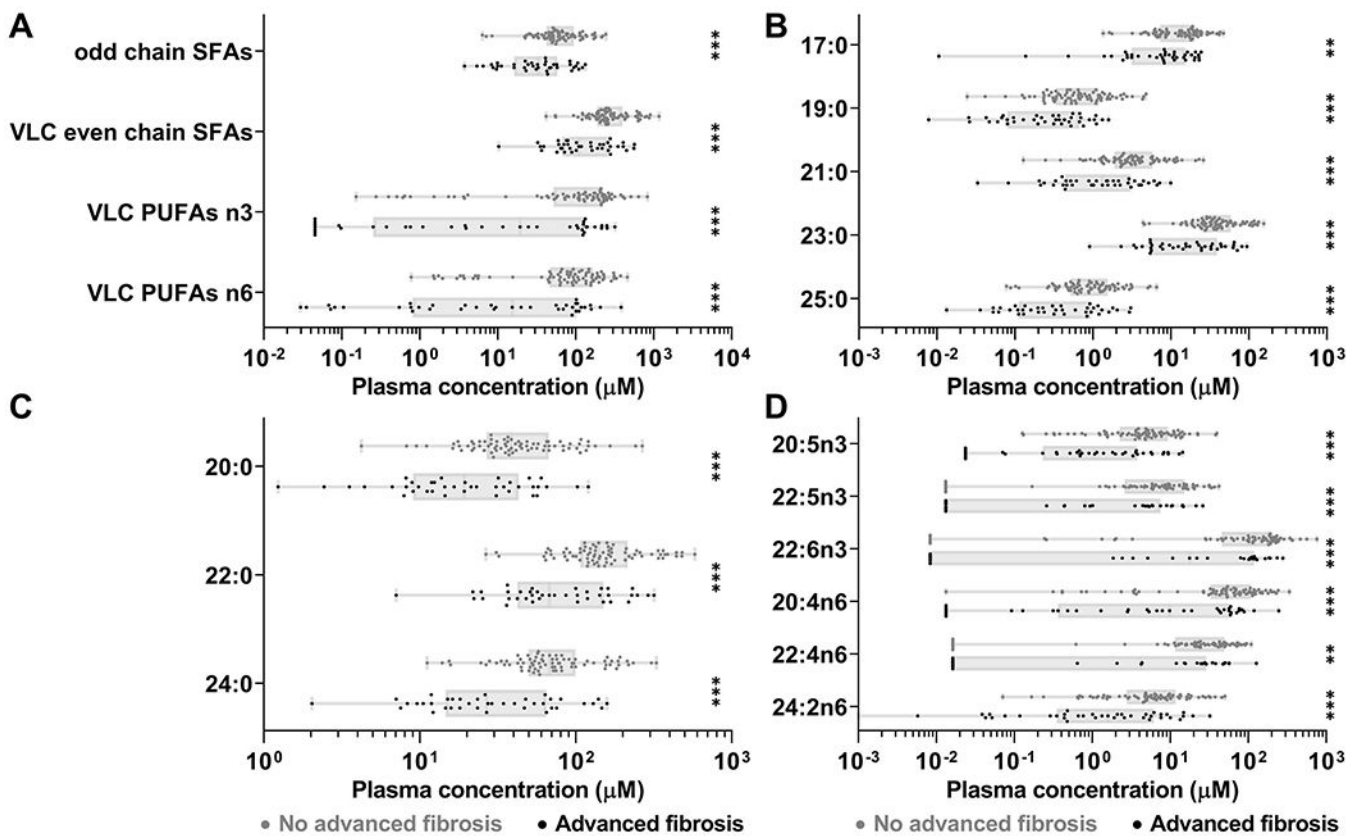 A
odd chain SFAs
***
VLC even chain SFAs
***
VLC PUFAs n3
***
VLC PUFAs n6
***
10-2 10-1 100 101 102 103 104
Plasma concentration (μM)
B
17:0
**
19:0
***
21:0
***
23:0
***
25:0
***
10-3 10-2 10-1 100 101 102 103
Plasma concentration (μM)
C
20:0
***
22:0
***
24:0
***
100 101 102 103
Plasma concentration (μM)
D
20:5n3
***
22:5n3
***
22:6n3
***
20:4n6
***
22:4n6
**
24:2n6
***
10-3 10-2 10-1 100 101 102 103
Plasma concentration (μM)
No advanced fibrosis Advanced fibrosis
No advanced fibrosis Advanced fibrosis